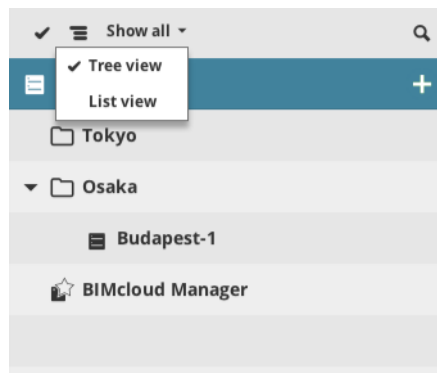 Show all
Tree view
List view
Tokyo
Osaka
Budapest-1
BIMcloud Manager